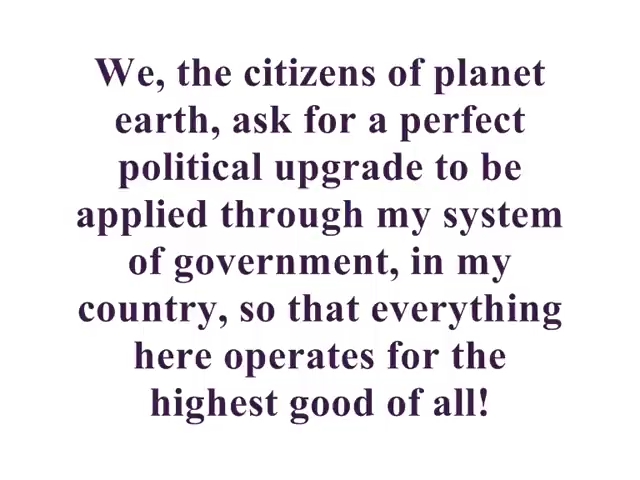 We, the citizens of planet
earth, ask for a perfect
political upgrade to be
applied through my system
of government, in my
country, so that everything
here operates for the
highest good of all!